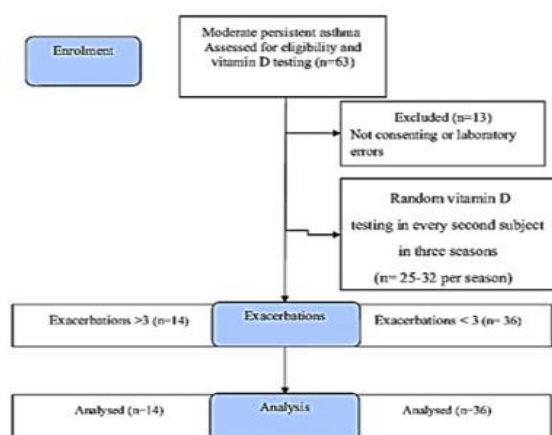 Moderate persistent asthma
Assessed for eligibility and
vitamin D testing (n=63)
Enrolment
Excluded (n=13)
Not consenting or laboratory
errors
Random vitamin D
testing in every second subject
in three seasons
(n= 25-32 per season)
Exacerbations >3 (n=14)
Exacerbations
Exacerbations < 3 (n= 36)
Analysed (n=14)
Analysis
Analysed (n=36)